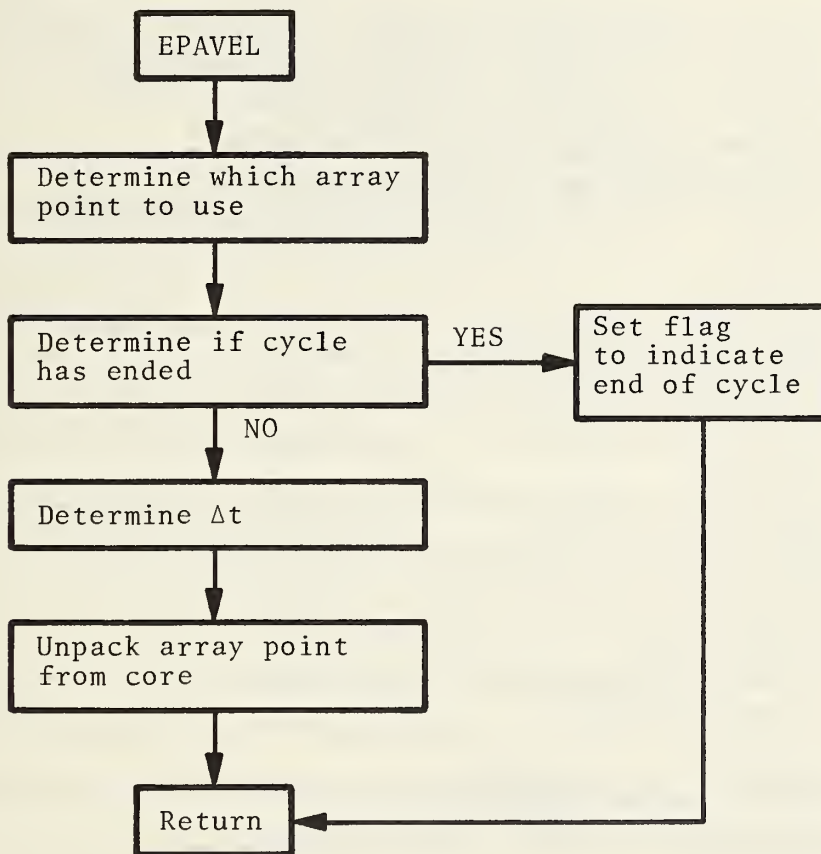 EPAVEL
Determine which array
point to use
Determine if cycle
has ended
YES
Set flag
to indicate
end of cycle
NO
Determine Δt
Unpack array point
from core
Return